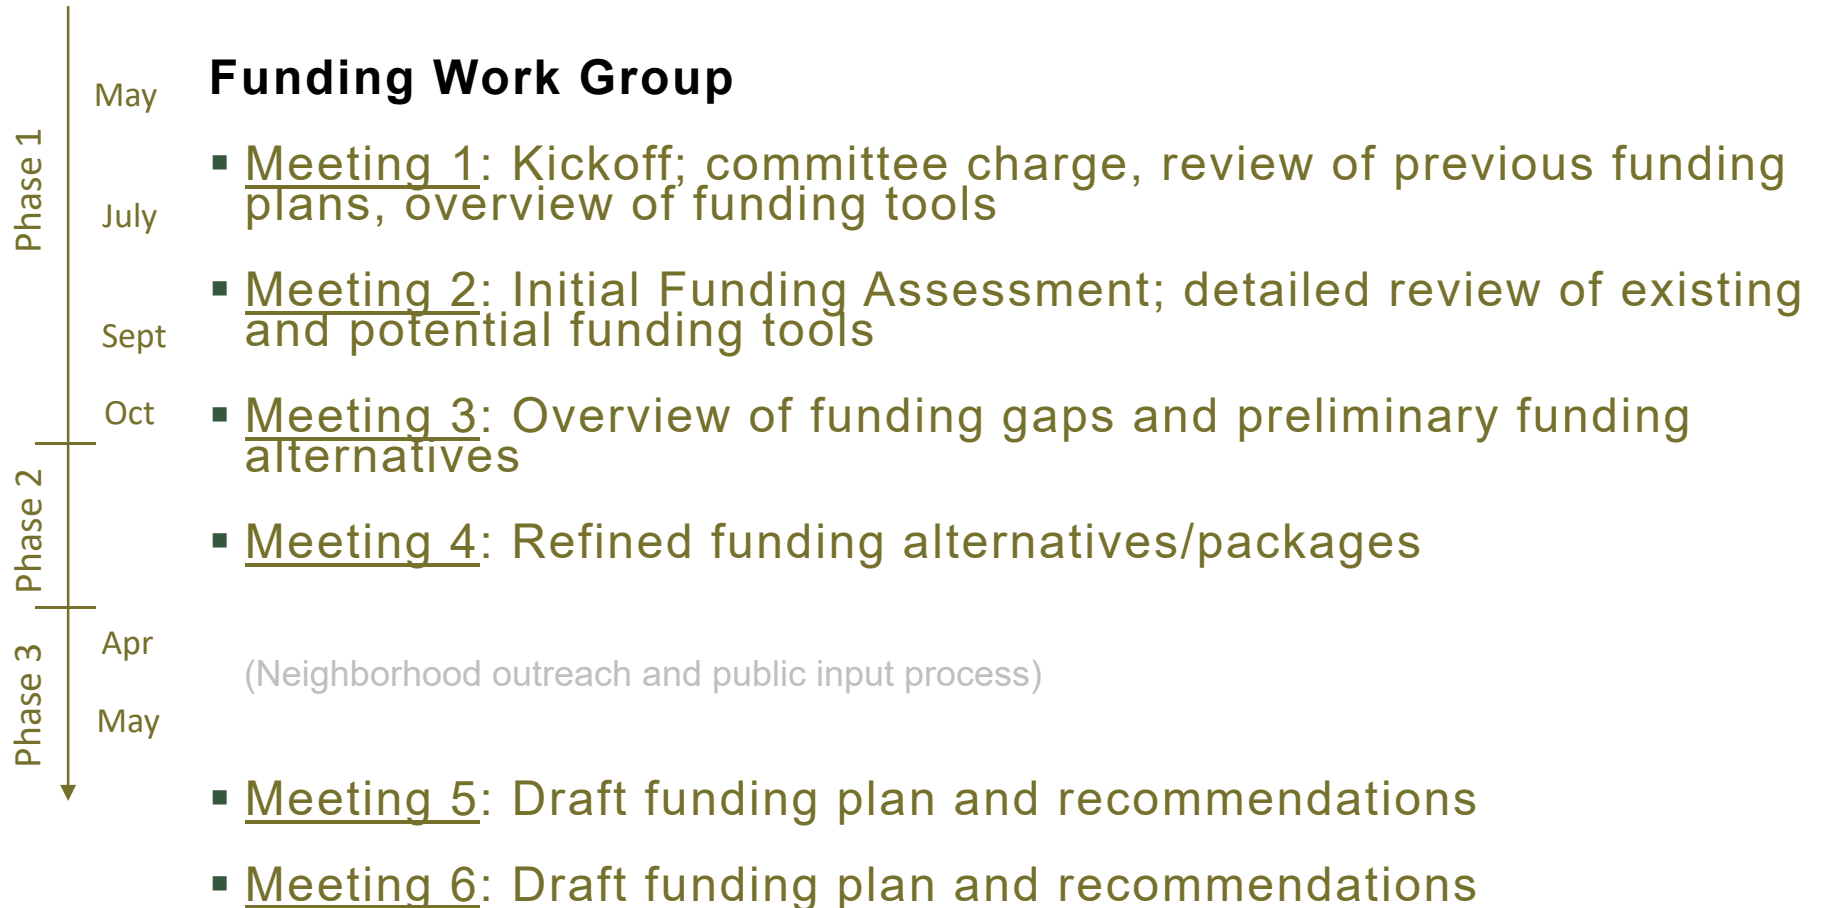 Funding Work Group
May
Phase 1
▪ Meeting 1: Kickoff; committee charge, review of previous funding
plans, overview of funding tools
July
▪ Meeting 2: Initial Funding Assessment; detailed review of existing
and potential funding tools
Sept
Oct
▪ Meeting 3: Overview of funding gaps and preliminary funding
alternatives
Phase 2
▪ Meeting 4: Refined funding alternatives/packages
Phase 3
Apr
(Neighborhood outreach and public input process)
May
▪ Meeting 5: Draft funding plan and recommendations
▪ Meeting 6: Draft funding plan and recommendations